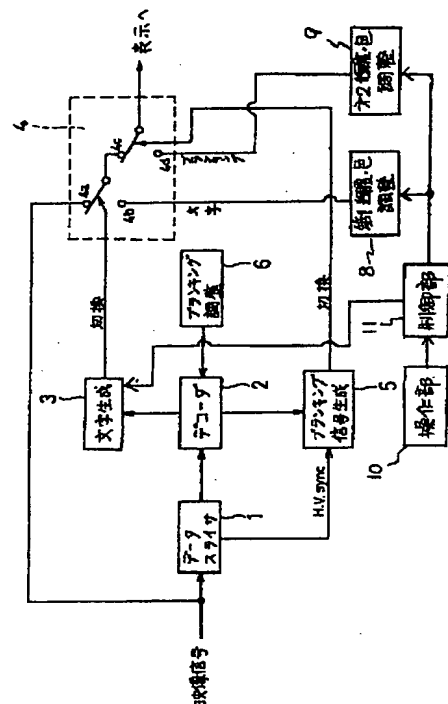 映像信号
データ
スライサ
1
H.V.sync
デコーダ
2
文字生成
3
ブランキング
調整
6
ブランキング
信号生成
5
切換
切換
4
4a
4b
4c
4d
文字
ブランキング
表示へ
第1輝度・色
調整
8
第2輝度・色
調整
9
操作部
10
制御部
11